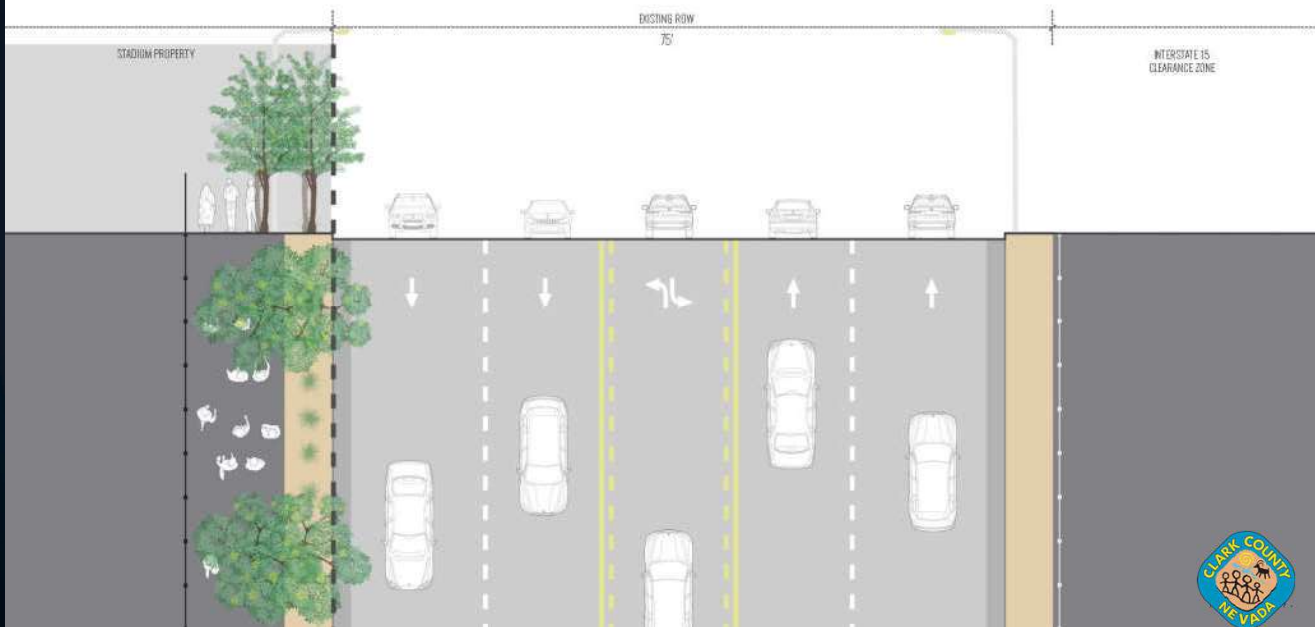 EXISTING ROW
75'
STADIUM PROPERTY
INTERSTATE 15
CLEARANCE ZONE
CLARK COUNTY
NEVADA